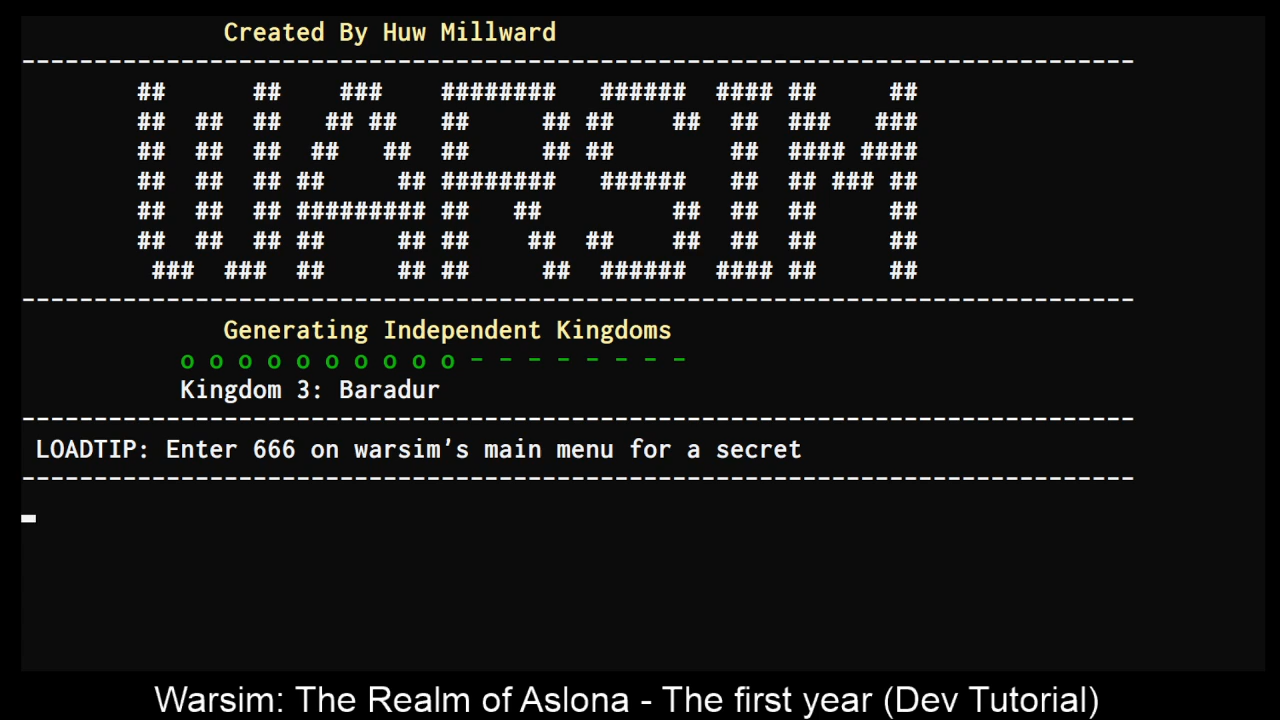 Created By Huw Millward
WARSIM
Generating Independent Kingdoms
o o o o o o o o o o - - - - - - - -
Kingdom 3: Baradur
LOADTIP: Enter 666 on warsim's main menu for a secret
Warsim: The Realm of Aslona - The first year (Dev Tutorial)